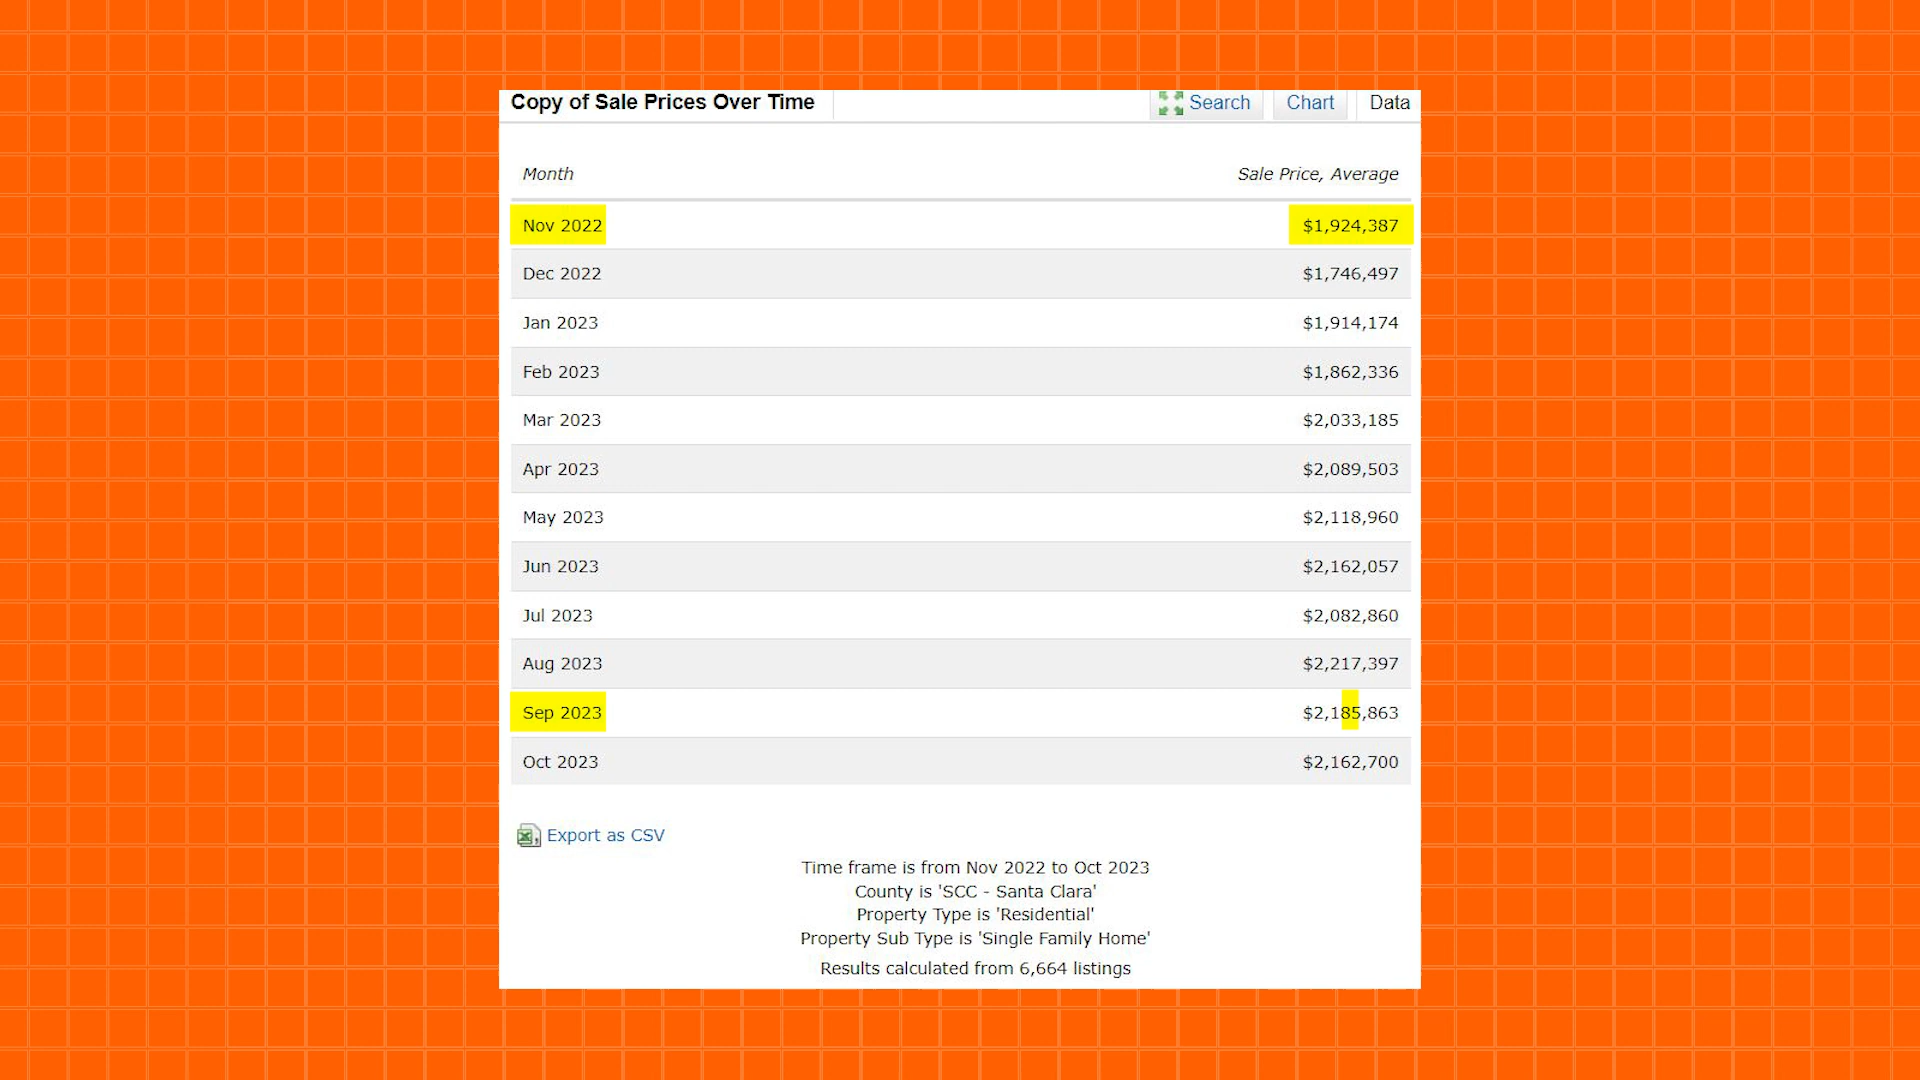 Copy of Sale Prices Over Time Search Chart Data
Month Sale Price, Average
Nov 2022 $1,924,387
Dec 2022 $1,746,497
Jan 2023 $1,914,174
Feb 2023 $1,862,336
Mar 2023 $2,033,185
Apr 2023 $2,089,503
May 2023 $2,118,960
Jun 2023 $2,162,057
Jul 2023 $2,082,860
Aug 2023 $2,217,397
Sep 2023 $2,185,863
Oct 2023 $2,162,700
Export as CSV
Time frame is from Nov 2022 to Oct 2023
County is 'SCC - Santa Clara'
Property Type is 'Residential'
Property Sub Type is 'Single Family Home'
Results calculated from 6,664 listings